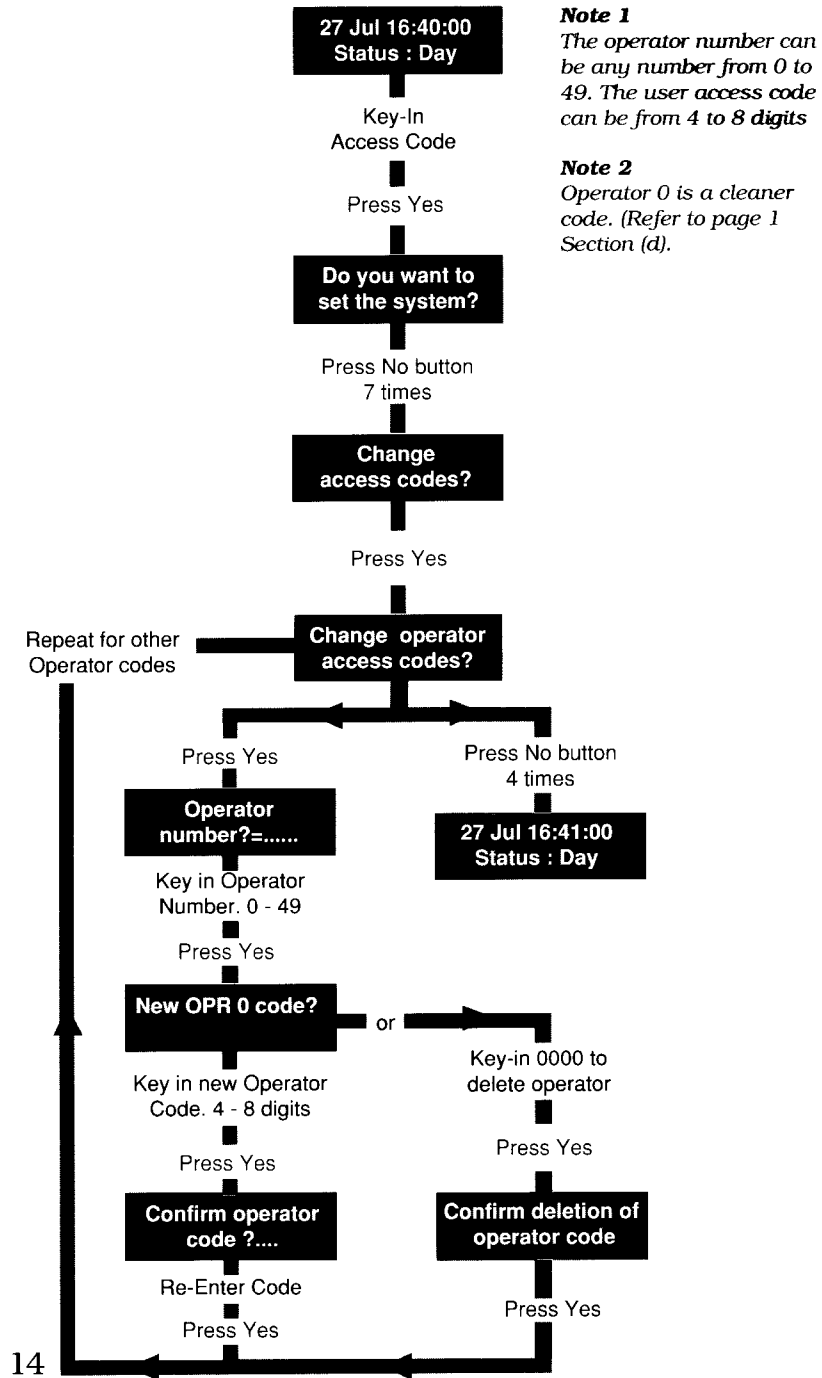 27 Jul 16:40:00
Status : Day
Note 1
The operator number can
be any number from 0 to
49. The user access code
can be from 4 to 8 digits
Note 2
Operator 0 is a cleaner
code. (Refer to page 1
Section (d).
Key-In
Access Code
Press Yes
Do you want to
set the system?
Press No button
7 times
Change
access codes?
Press Yes
Repeat for other
Operator codes
Change operator
access codes?
Press Yes
Press No button
4 times
Operator
number?=......
27 Jul 16:41:00
Status : Day
Key in Operator
Number. 0 - 49
Press Yes
New OPR 0 code?
or
Key in new Operator
Code. 4 - 8 digits
Key-in 0000 to
delete operator
Press Yes
Press Yes
Confirm operator
code ?....
Confirm deletion of
operator code
Re-Enter Code
Press Yes
Press Yes
14